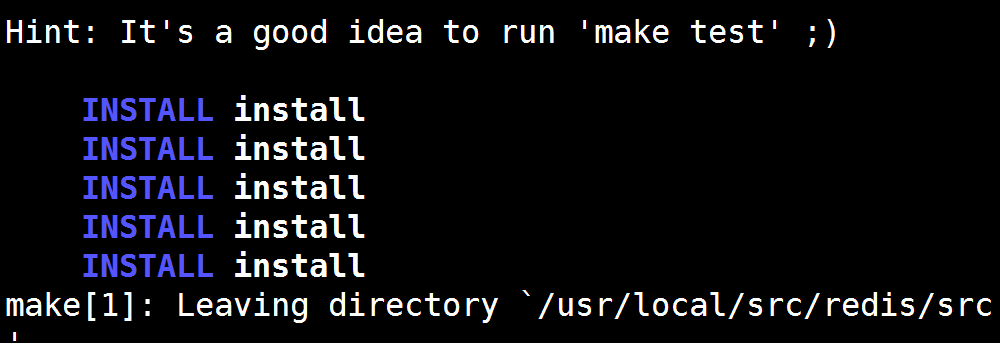 Hint: It's a good idea to run 'make test' ;)
INSTALL install
INSTALL install
INSTALL install
INSTALL install
INSTALL install
make[1]: Leaving directory `/usr/local/src/redis/src
'